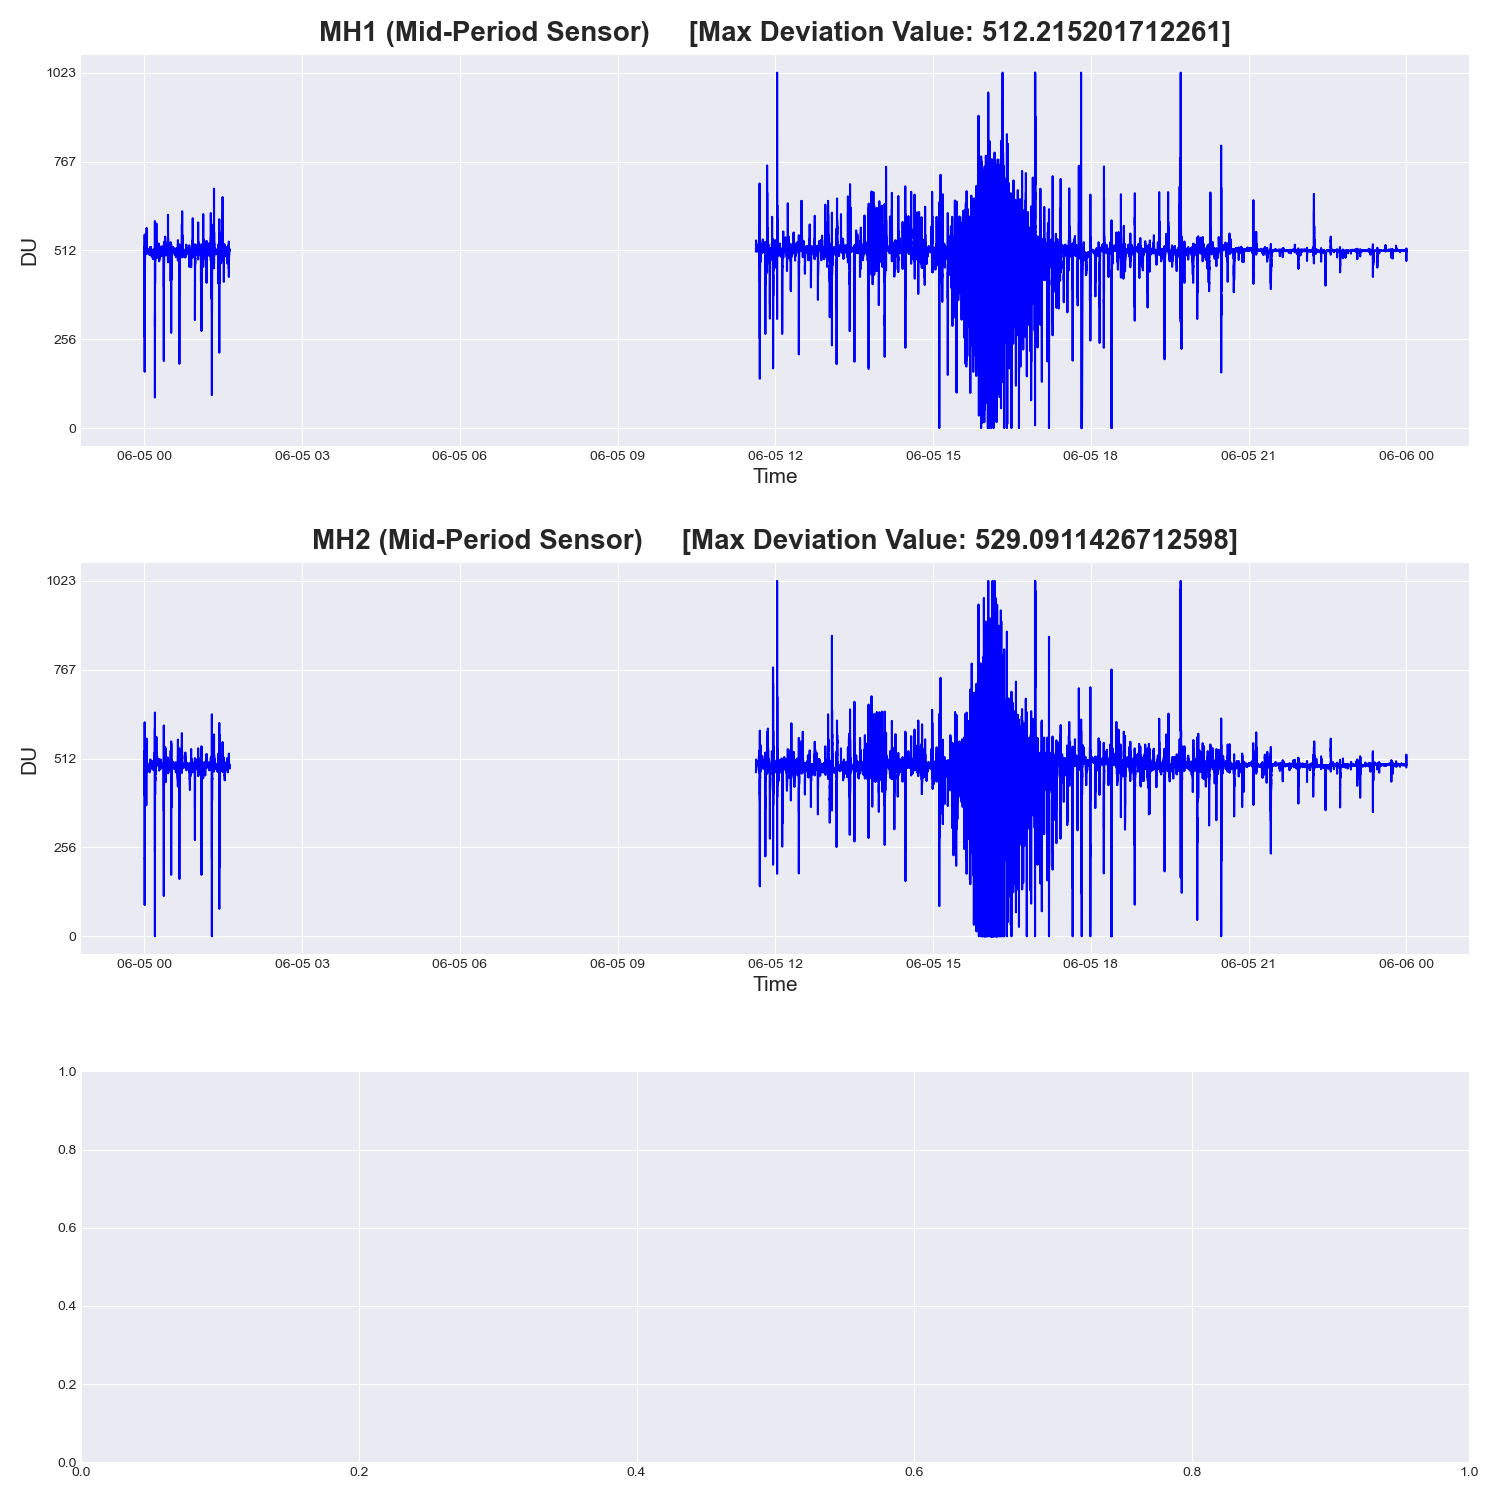 MH1 (Mid-Period Sensor) [Max Deviation Value: 512.215201712261]
1023
767
512
256
0
DU
06-05 00 06-05 03 06-05 06 06-05 09 06-05 12 06-05 15 06-05 18 06-05 21 06-06 00
Time
MH2 (Mid-Period Sensor) [Max Deviation Value: 529.0911426712598]
1023
767
512
256
0
DU
06-05 00 06-05 03 06-05 06 06-05 09 06-05 12 06-05 15 06-05 18 06-05 21 06-06 00
Time
1.0
0.8
0.6
0.4
0.2
0.0
0.0 0.2 0.4 0.6 0.8 1.0